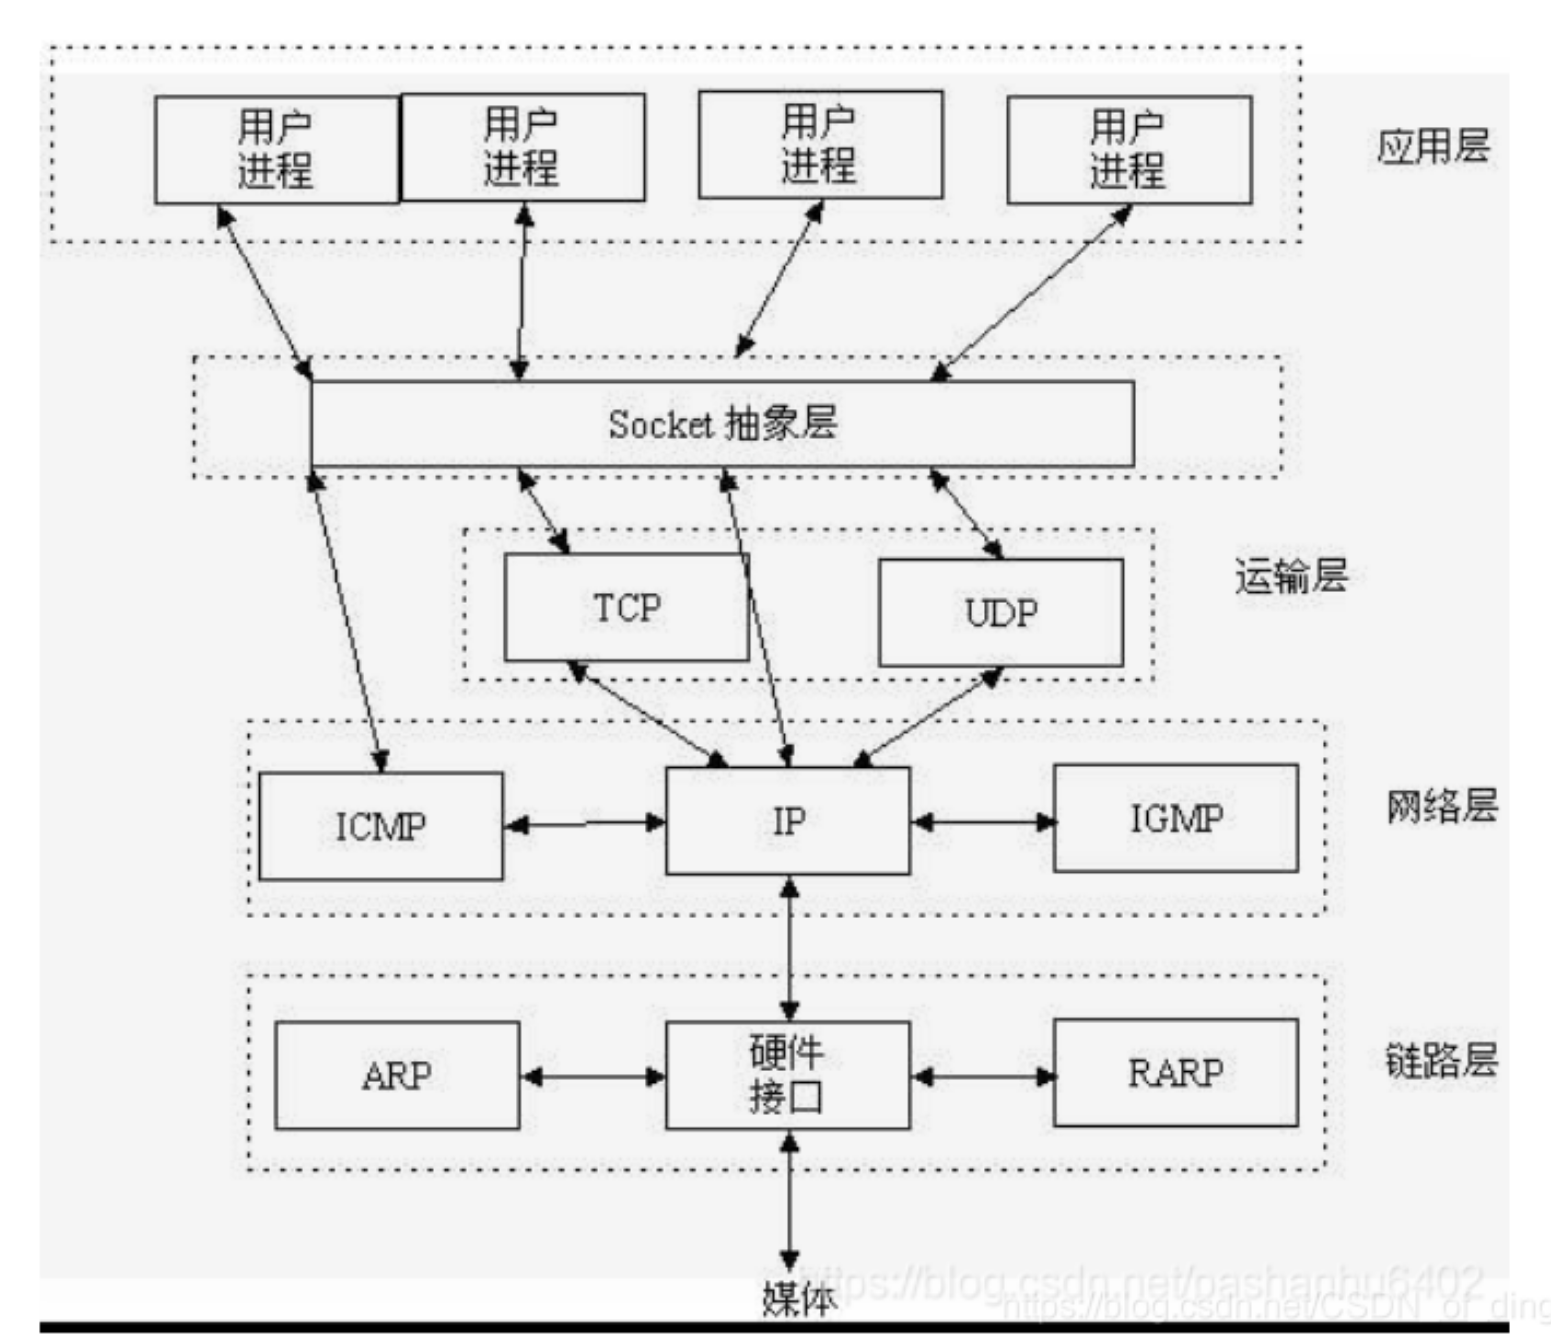 用户
进程
用户
进程
用户
进程
用户
进程
应用层
Socket 抽象层
TCP
UDP
运输层
ICMP
IP
IGMP
网络层
ARP
硬件
接口
RARP
链路层
媒体
https://blog.csdn.net/pashanhu6402
https://blog.csdn.net/CSDN_of_ding